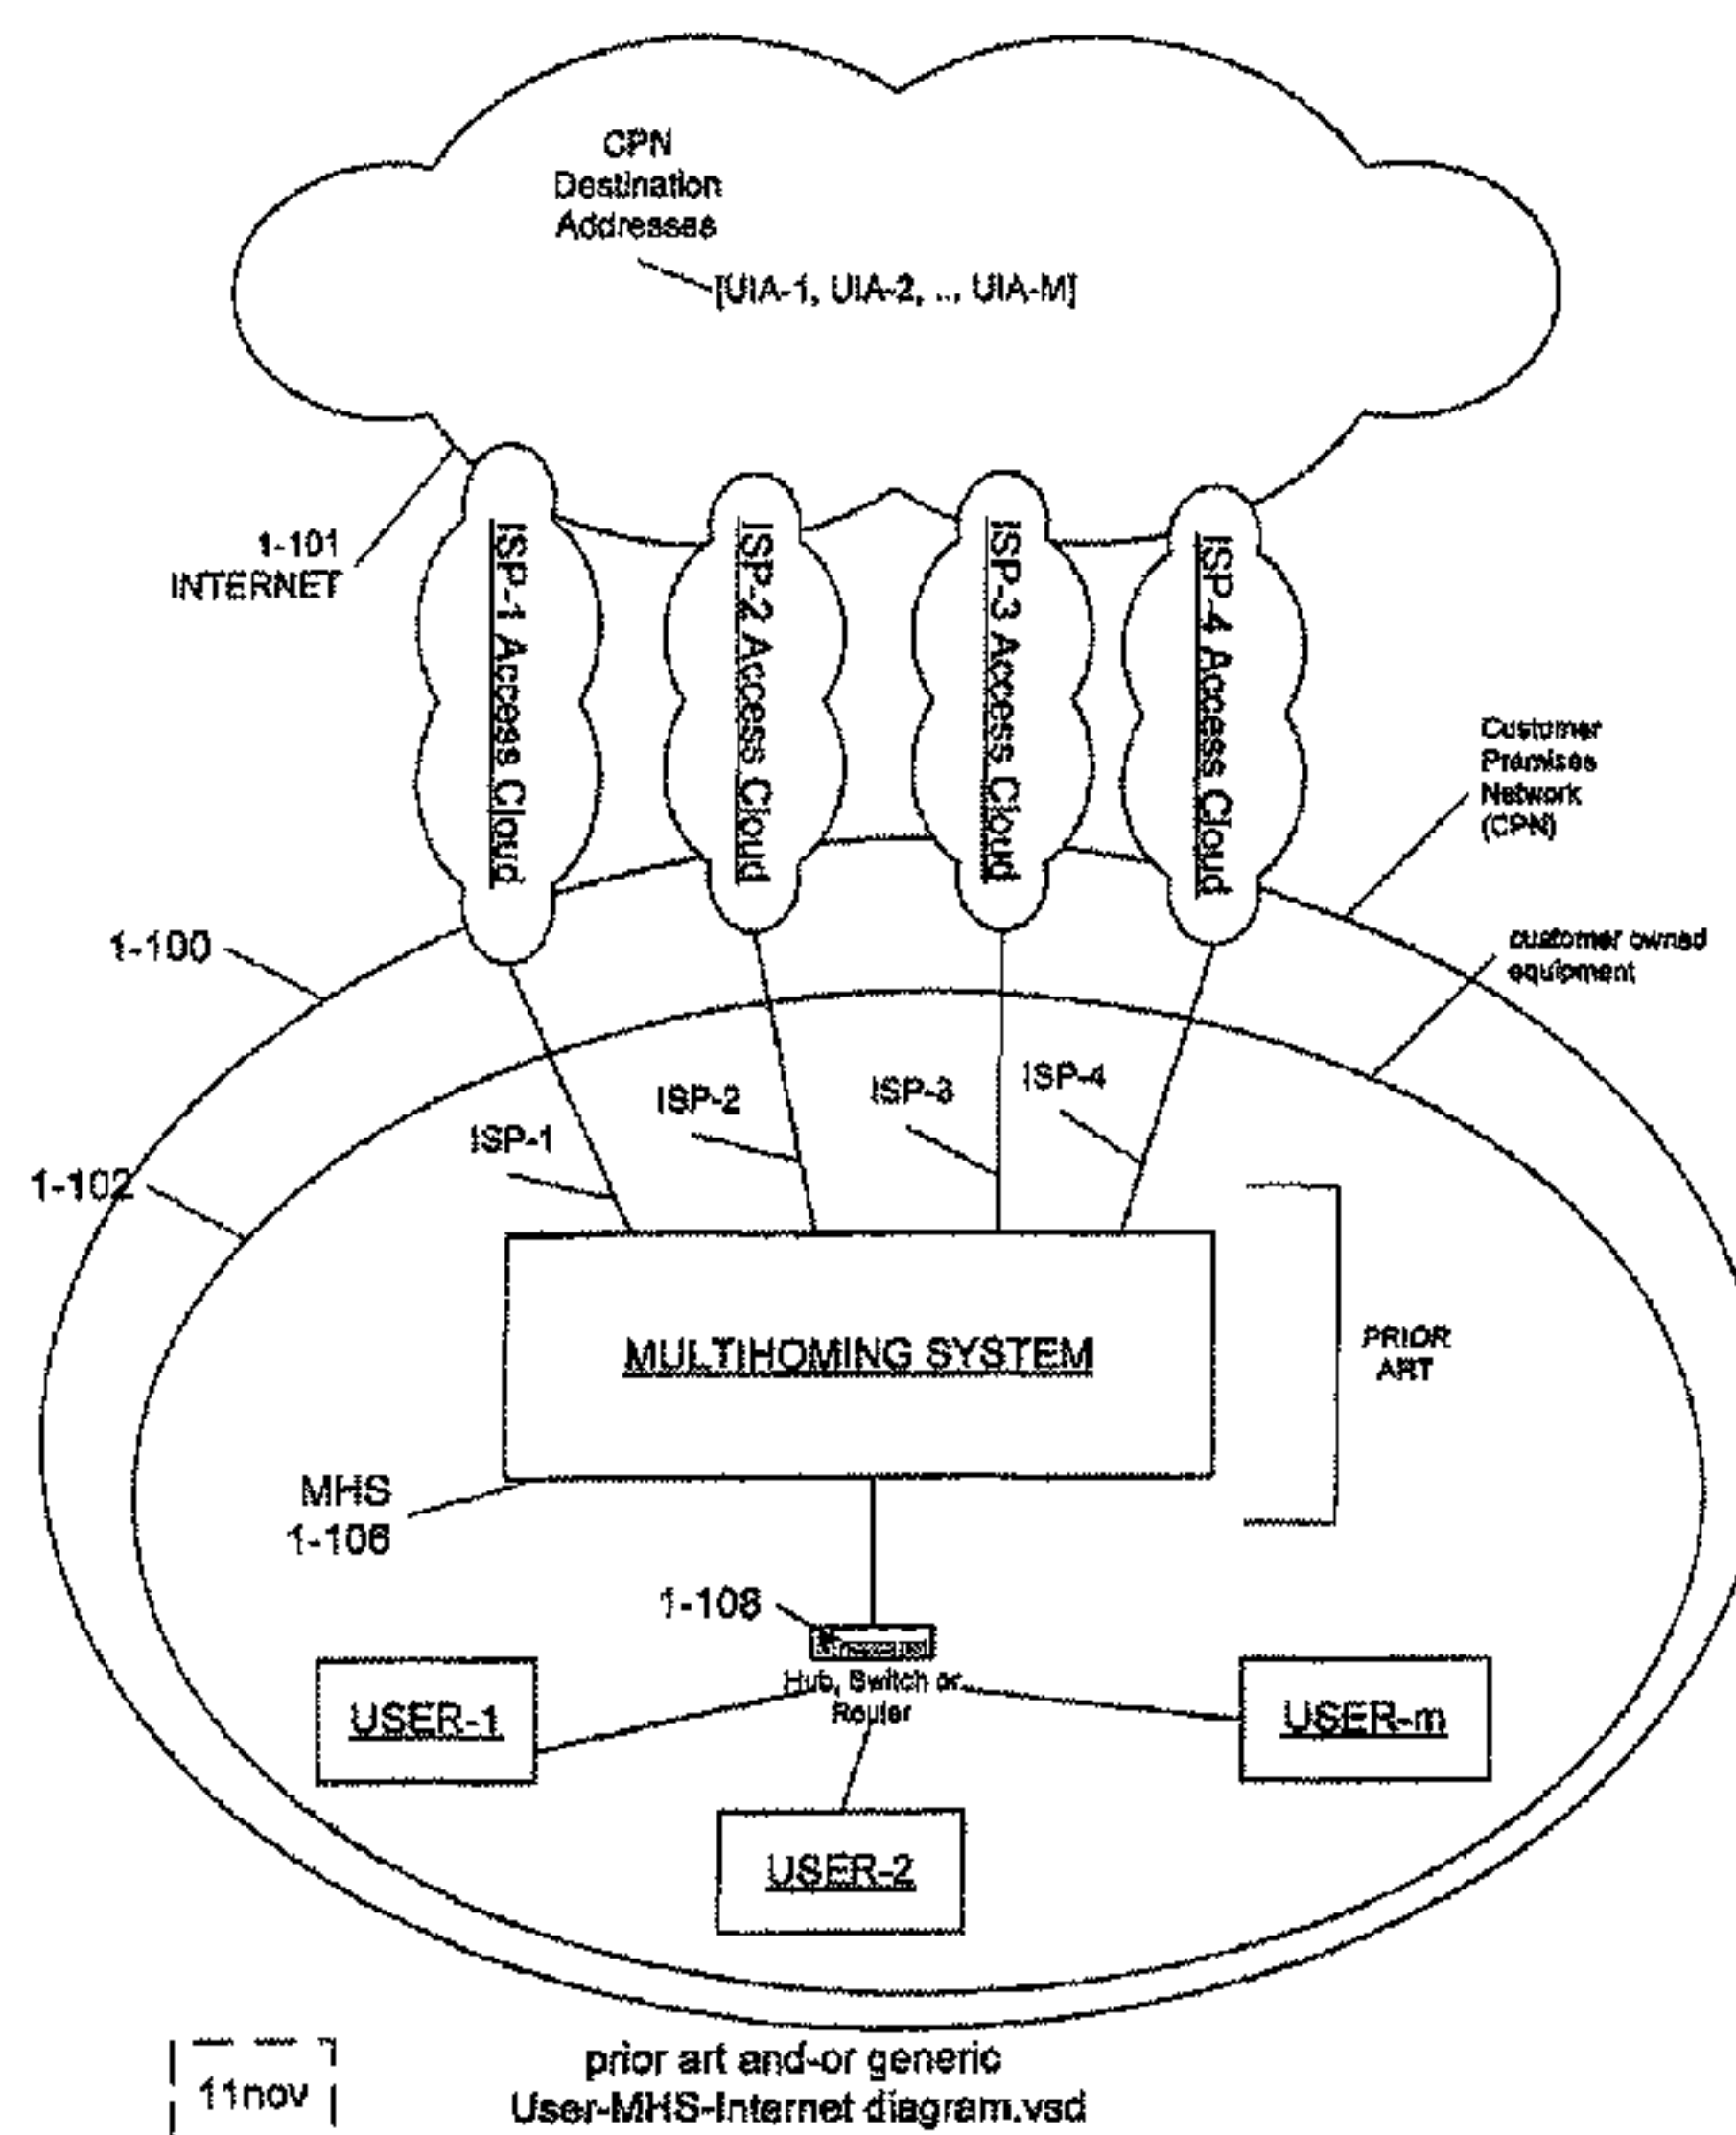 CPN
Destination
Addresses
[UIA-1, UIA-2, .., UIA-M]
1-101
INTERNET
ISP-1 Access Cloud
ISP-2 Access Cloud
ISP-3 Access Cloud
ISP-4 Access Cloud
Customer
Premises
Network
(CPN)
1-100
customer owned
equipment
ISP-1
ISP-2
ISP-3
ISP-4
1-102
MULTIHOMING SYSTEM
PRIOR
ART
MHS
1-106
1-108
Hub, Switch or
Router
USER-1
USER-m
USER-2
11nov
prior art and-or generic
User-MHS-Internet diagram.vsd